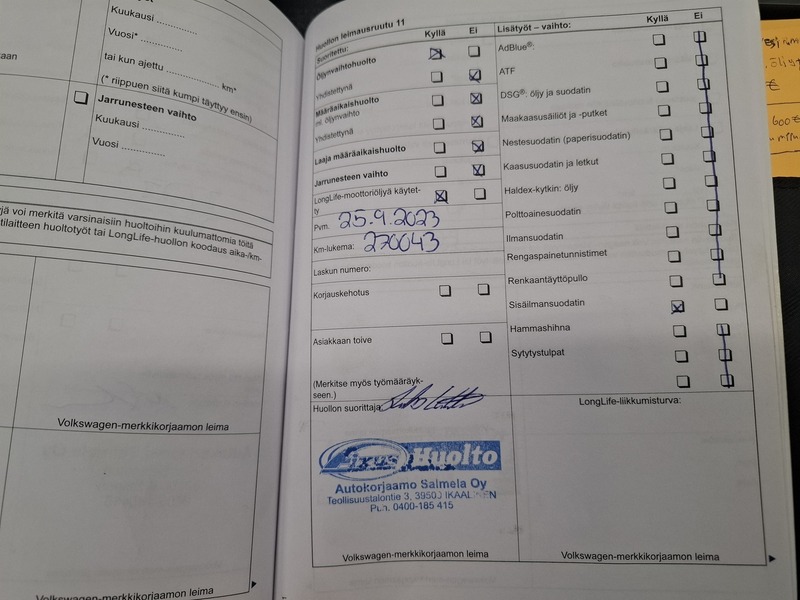 Kuukausi ............
Vuosi* ...............
tai kun ajettu ................... km*
(* riippuen siitä kumpi täyttyy ensin)
Jarrunesteen vaihto
Kuukausi ............
Vuosi ...............
jä voi merkitä varsinaisiin huoltoihin kuulumattomia töitä
tilaitteen huoltotyöt tai LongLife-huollon koodaus aika-/km-
Volkswagen-merkkikorjaamon leima
Volkswagen-merkkikorjaamon leima
Huollon leimausruutu 11
Suoritettu: Kyllä Ei
Öljynvaihtohuolto
Yhdistettynä
Määräaikaishuolto
ml. öljynvaihto
Yhdistettynä
Laaja määräaikaishuolto
Jarrunesteen vaihto
LongLife-moottoriöljyä käytet-
ty
Pvm. 25.9.2023
Km-lukema: 270043
Laskun numero:
Korjauskehotus
Asiakkaan toive
(Merkitse myös työmääräyk-
seen.)
Huollon suorittaja:
Huolto
Autokorjaamo Salmela Oy
Teollisuustalontie 3, 39500 IKAALINEN
Puh. 0400-185 415
Volkswagen-merkkikorjaamon leima
Lisätyöt – vaihto: Kyllä Ei
AdBlue®:
ATF
DSG®: öljy ja suodatin
Maakaasusäiliöt ja -putket
Nestesuodatin (paperisuodatin)
Kaasusuodatin ja letkut
Haldex-kytkin: öljy
Polttoainesuodatin
Ilmansuodatin
Rengaspainetunnistimet
Renkaantäyttöpullo
Sisäilmansuodatin
Hammashihna
Sytytystulpat
LongLife-liikkumisturva:
Volkswagen-merkkikorjaamon leima
€
600€